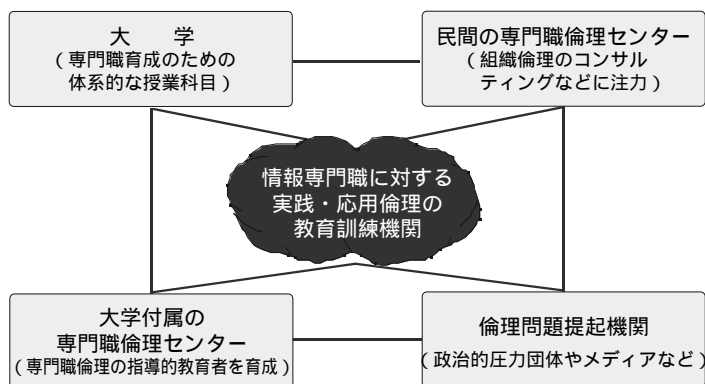 大　　学
（専門職育成のための
体系的な授業科目）
民間の専門職倫理センター
（組織倫理のコンサル
ティングなどに注力）
情報専門職に対する
実践・応用倫理の
教育訓練機関
大学付属の
専門職倫理センター
（専門職倫理の指導的教育者を育成）
倫理問題提起機関
（政治的圧力団体やメディアなど）